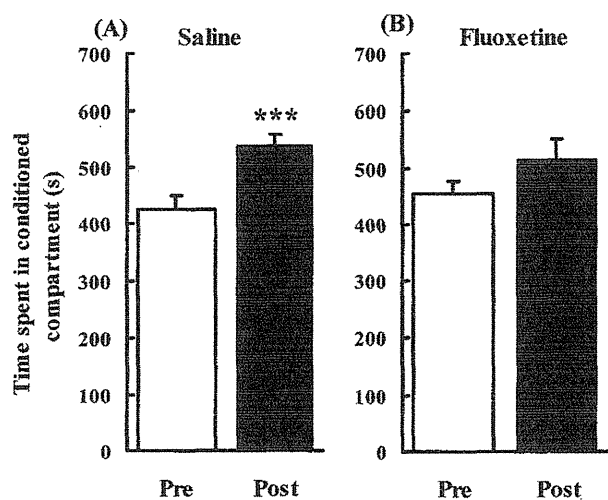 (A) Saline
700
600
500
400
300
200
100
0
***
Pre Post
Time spent in conditioned
compartment (s)
(B) Fluoxetine
700
600
500
400
300
200
100
0
Pre Post